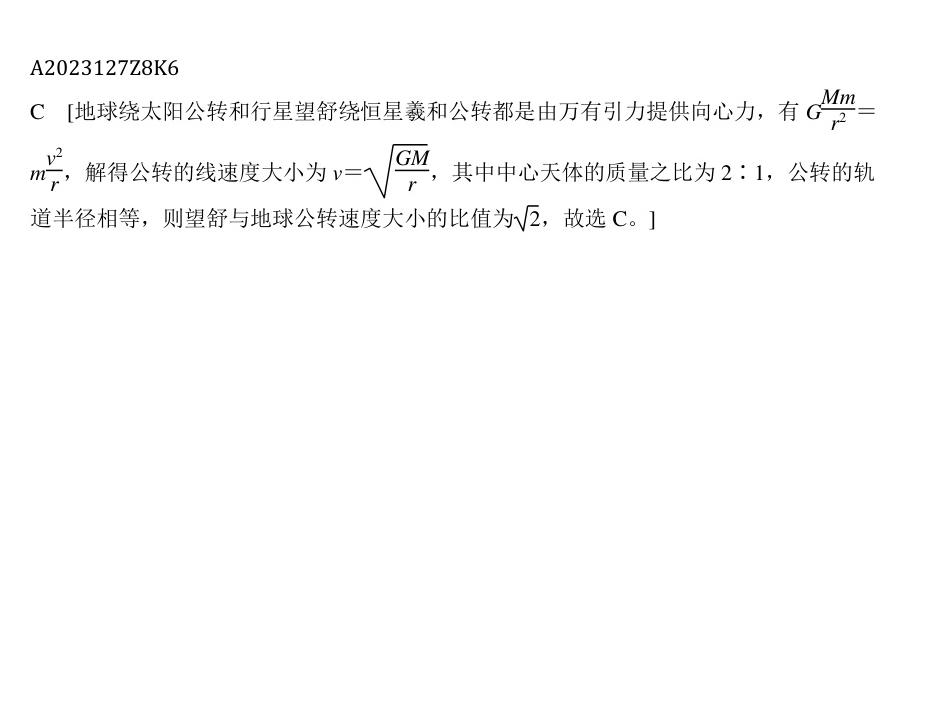 A2023127Z8K6
C [地球绕太阳公转和行星望舒绕恒星羲和公转都是由万有引力提供向心力，有 G\frac{Mm}{r^2}＝
m\frac{v^2}{r}，解得公转的线速度大小为 v＝\sqrt{\frac{GM}{r}}，其中中心天体的质量之比为 2∶1，公转的轨
道半径相等，则望舒与地球公转速度大小的比值为\sqrt{2}，故选 C。]